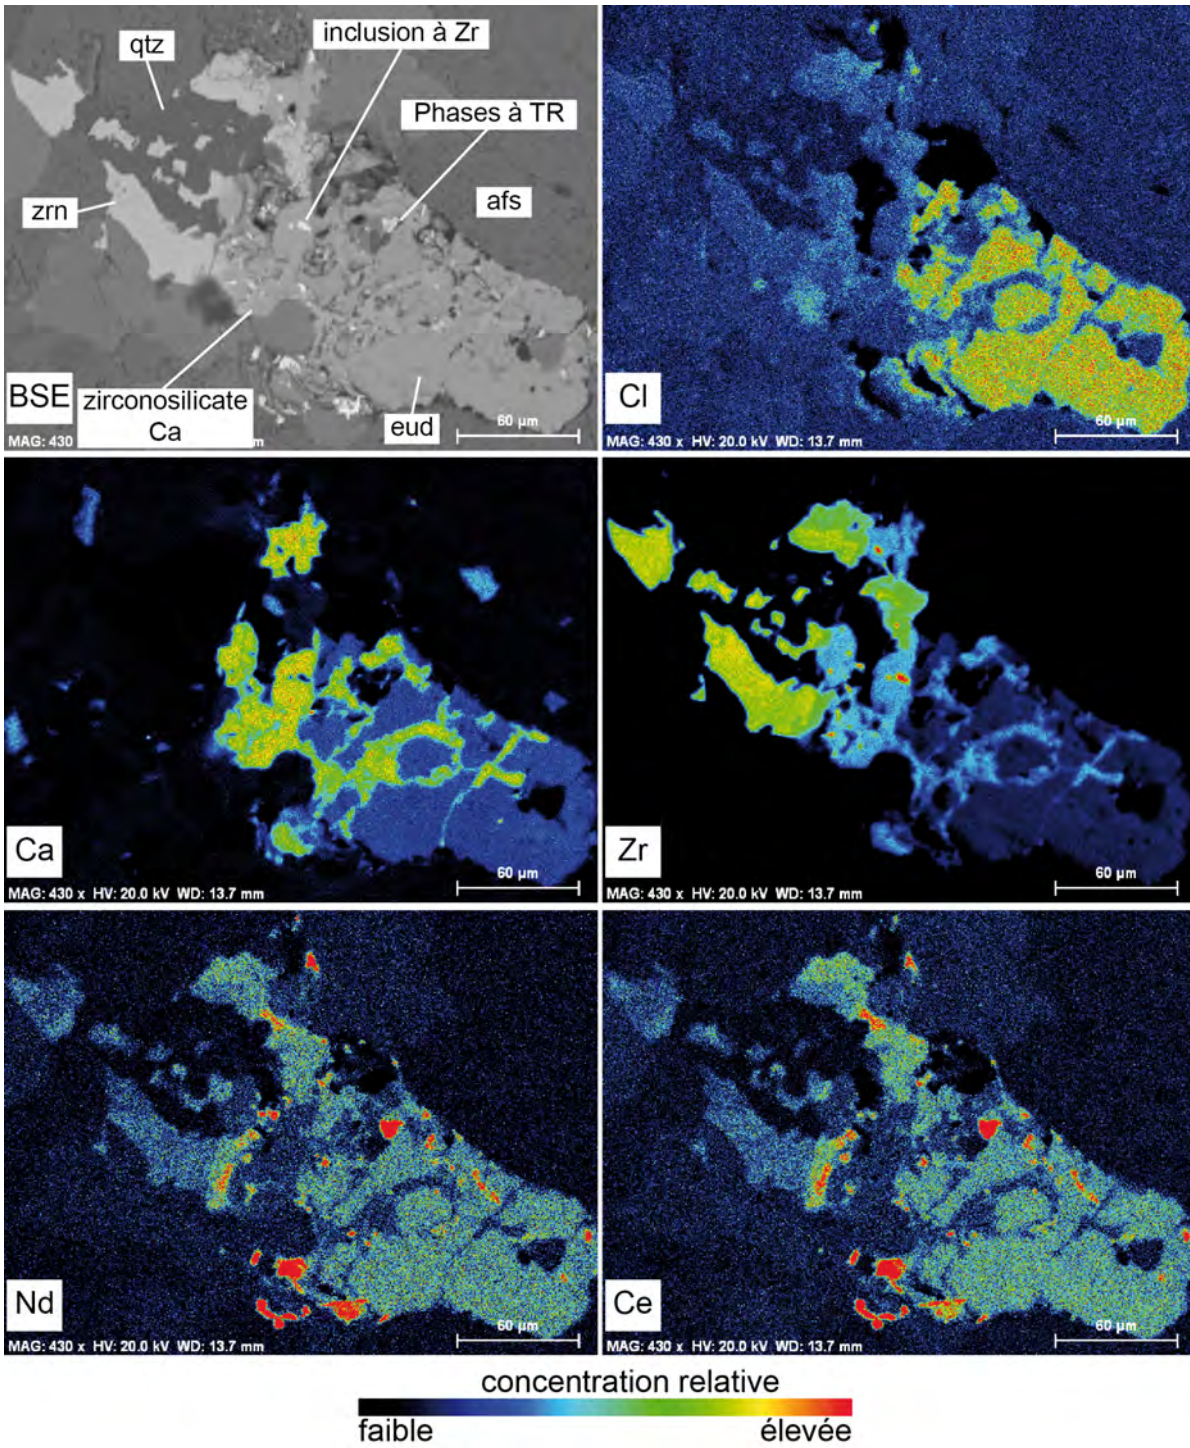 qtz
inclusion à Zr
Phases à TR
zrn
afs
BSE
zirconosilicate
Ca
eud
60 µm
MAG: 430
m
Cl
60 µm
MAG: 430 x HV: 20.0 kV WD: 13.7 mm
Ca
60 µm
MAG: 430 x HV: 20.0 kV WD: 13.7 mm
Zr
60 µm
MAG: 430 x HV: 20.0 kV WD: 13.7 mm
Nd
60 µm
MAG: 430 x HV: 20.0 kV WD: 13.7 mm
Ce
60 µm
MAG: 430 x HV: 20.0 kV WD: 13.7 mm
concentration relative
faible
élevée